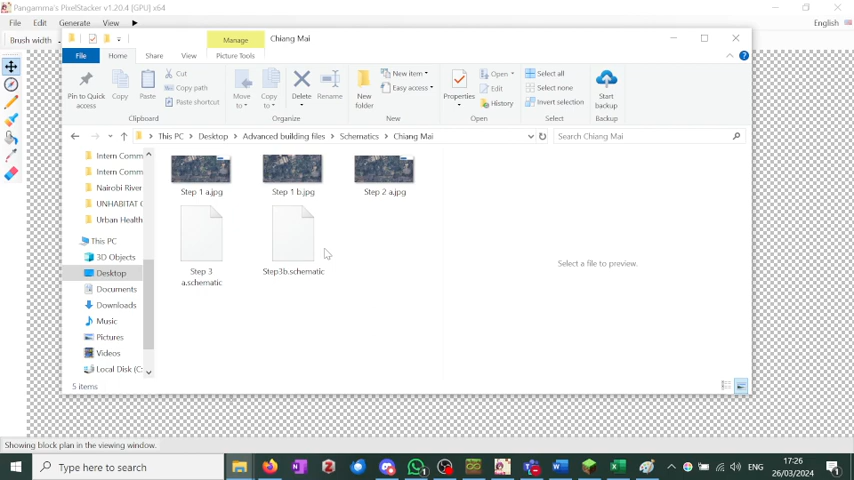 Pangamma's PixelStacker v1.20.4 [GPU] x64
File Edit Generate View English
Brush width
Manage Chiang Mai
File Home Share View Picture Tools
Pin to Quick access
Copy
Paste
Cut
Copy path
Paste shortcut
Clipboard
Move to
Copy to
Delete
Rename
Organize
New folder
New item
Easy access
New
Properties
Open
Edit
History
Open
Select all
Select none
Invert selection
Select
Start backup
Backup
This PC Desktop Advanced building files Schematics Chiang Mai
Search Chiang Mai
Intern Comm
Intern Comm
Nairobi River
UNHABITAT
Urban Health
This PC
3D Objects
Desktop
Documents
Downloads
Music
Pictures
Videos
Local Disk (C:
Step 1 a.jpg
Step 1 b.jpg
Step 2 a.jpg
Step 3 a.schematic
Step3b.schematic
Select a file to preview.
5 items
Showing block plan in the viewing window.
Type here to search
ENG
17:26
26/03/2024